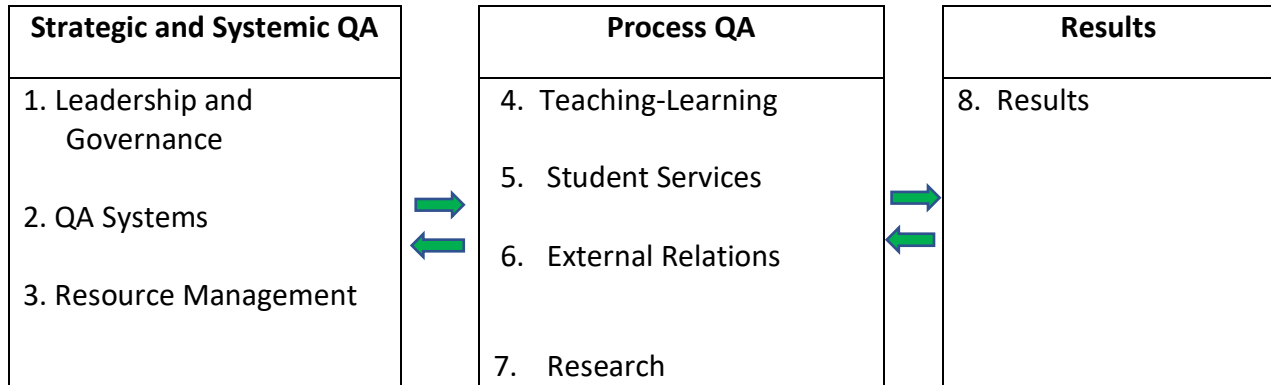 Strategic and Systemic QA
1. Leadership and
Governance
2. QA Systems
3. Resource Management
Process QA
4. Teaching-Learning
5. Student Services
6. External Relations
7. Research
Results
8. Results